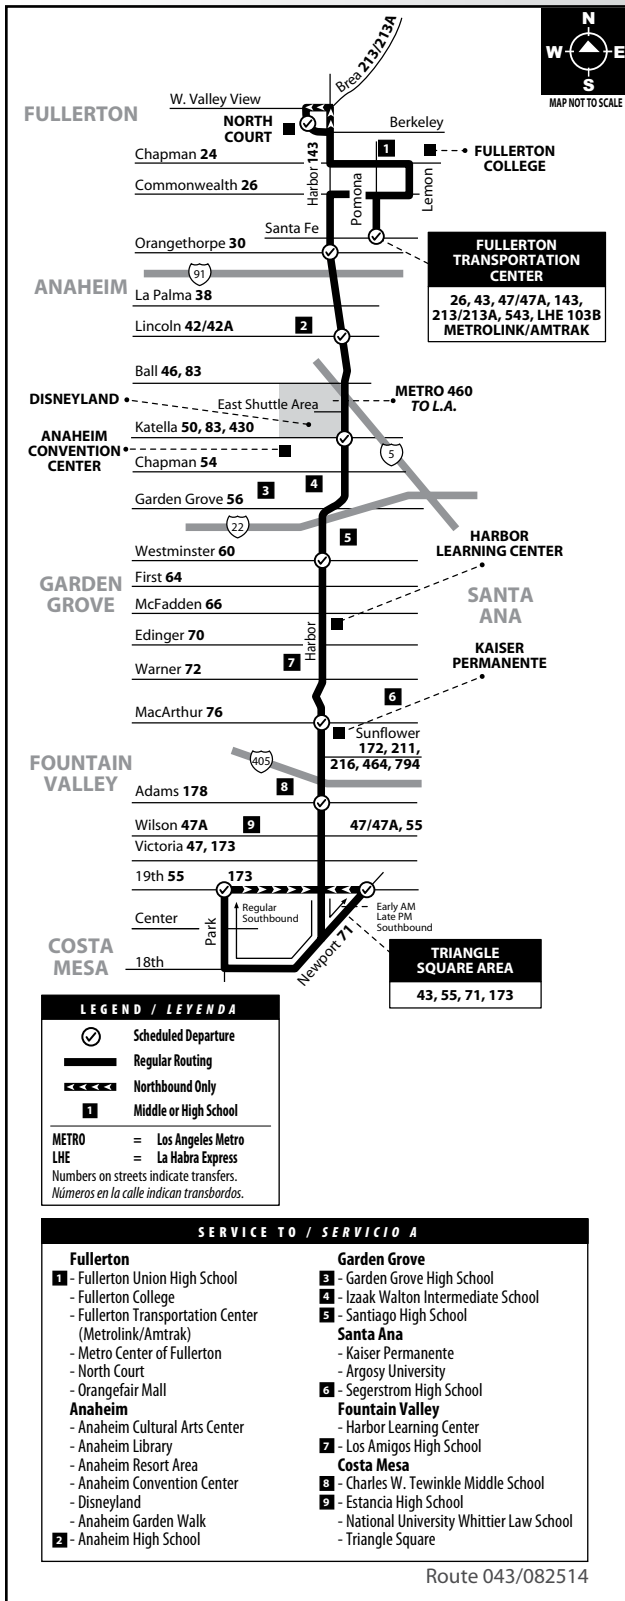 N
W E
S
MAP NOT TO SCALE
Brea 213/213A
W. Valley View
FULLERTON
NORTH
COURT
Berkeley
1
FULLERTON
COLLEGE
Chapman 24
Harbor 143
Commonwealth 26
Pomona
Lemon
Santa Fe
Orangethorpe 30
FULLERTON
TRANSPORTATION
CENTER
26, 43, 47/47A, 143,
213/213A, 543, LHE 103B
METROLINK/AMTRAK
91
ANAHEIM
La Palma 38
Lincoln 42/42A
2
Ball 46, 83
DISNEYLAND
East Shuttle Area
METRO 460
TO L.A.
Katella 50, 83, 430
ANAHEIM
CONVENTION
CENTER
5
Chapman 54
4
3
Garden Grove 56
22
5
HARBOR
LEARNING CENTER
Westminster 60
First 64
GARDEN
GROVE
McFadden 66
SANTA
ANA
Edinger 70
Harbor
7
Warner 72
KAISER
PERMANENTE
6
MacArthur 76
Sunflower
172, 211,
216, 464, 794
405
FOUNTAIN
VALLEY
8
Adams 178
Wilson 47A
9
47/47A, 55
Victoria 47, 173
19th 55
173
Regular
Southbound
Early AM
Late PM
Southbound
Center
Park
Newport 71
COSTA
MESA
18th
TRIANGLE
SQUARE AREA
43, 55, 71, 173
LEGEND / LEYENDA
Scheduled Departure
Regular Routing
Northbound Only
1 Middle or High School
METRO = Los Angeles Metro
LHE = La Habra Express
Numbers on streets indicate transfers.
Números en la calle indican transbordos.
SERVICE TO / SERVICIO A
Fullerton
1 - Fullerton Union High School
- Fullerton College
- Fullerton Transportation Center
(Metrolink/Amtrak)
- Metro Center of Fullerton
- North Court
- Orangefair Mall
Anaheim
- Anaheim Cultural Arts Center
- Anaheim Library
- Anaheim Resort Area
- Anaheim Convention Center
- Disneyland
- Anaheim Garden Walk
2 - Anaheim High School
Garden Grove
3 - Garden Grove High School
4 - Izaak Walton Intermediate School
5 - Santiago High School
Santa Ana
- Kaiser Permanente
- Argosy University
6 - Segerstrom High School
Fountain Valley
- Harbor Learning Center
7 - Los Amigos High School
Costa Mesa
8 - Charles W. Tewinkle Middle School
9 - Estancia High School
- National University Whittier Law School
- Triangle Square
Route 043/082514